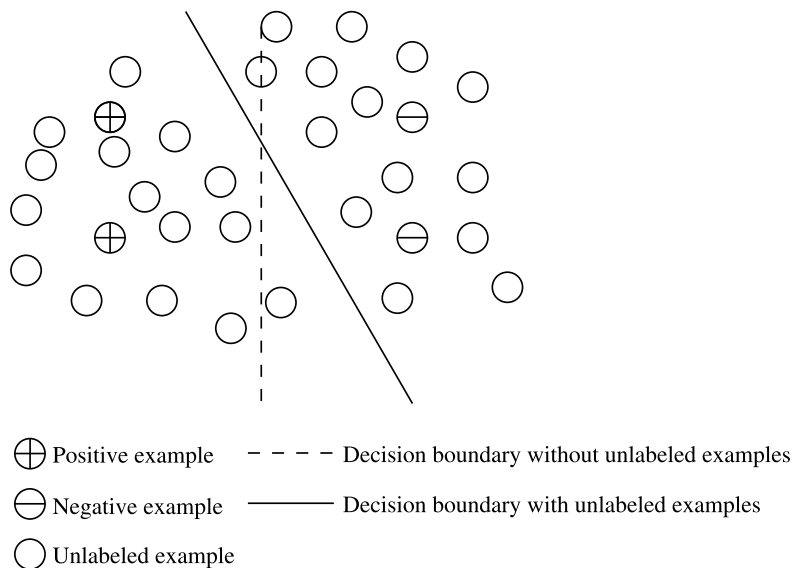 Positive example
Decision boundary without unlabeled examples
Negative example
Decision boundary with unlabeled examples
Unlabeled example